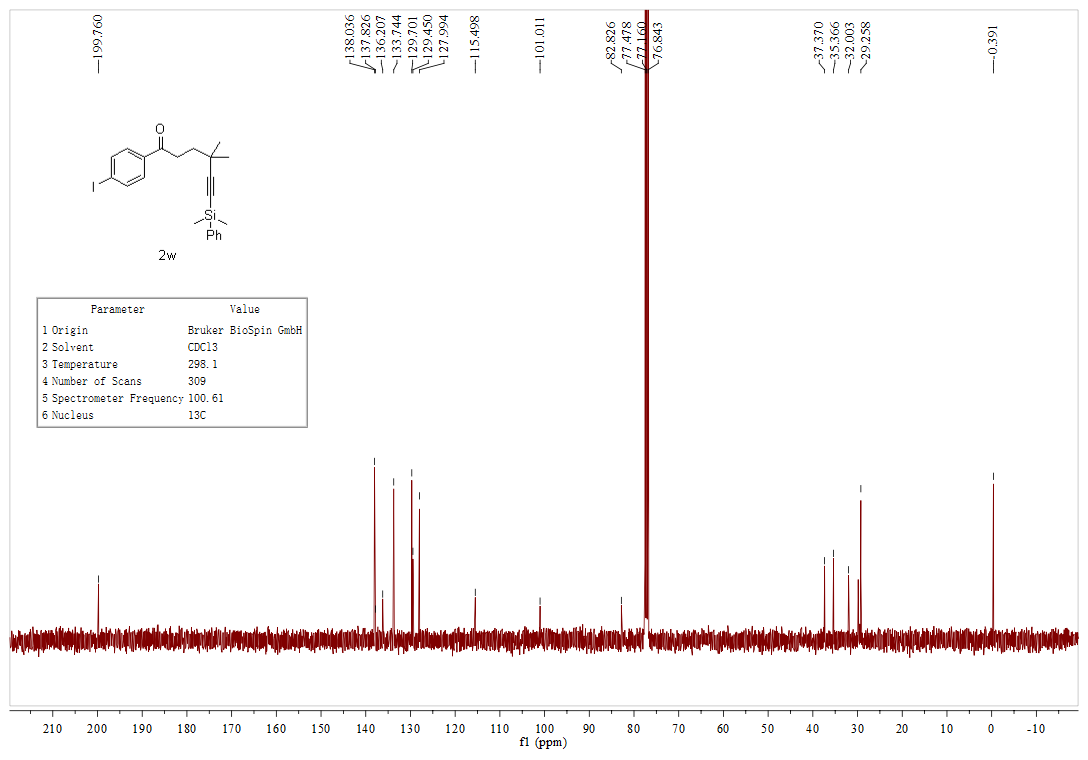 199.760
138.036
137.826
136.207
133.744
129.701
129.450
127.994
115.498
101.011
82.826
77.478
77.160
76.843
37.370
35.366
32.003
29.258
-0.391
O
I
Si
Ph
2w
Parameter Value
1 Origin Bruker BioSpin GmbH
2 Solvent CDCl3
3 Temperature 298.1
4 Number of Scans 309
5 Spectrometer Frequency 100.61
6 Nucleus 13C
210 200 190 180 170 160 150 140 130 120 110 100 90 80 70 60 50 40 30 20 10 0 -10
f1 (ppm)